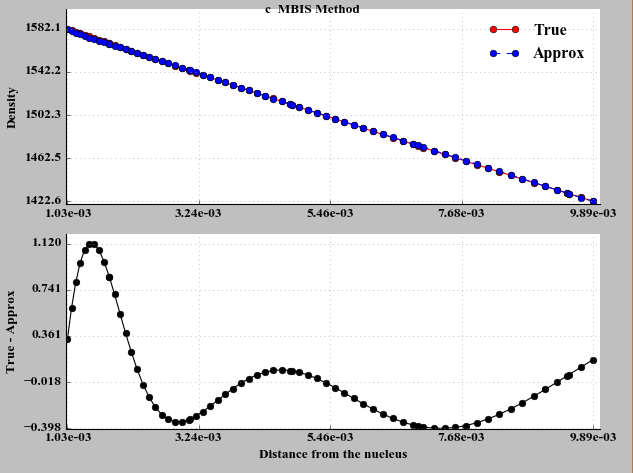 c MBIS Method
1582.1
1542.2
1502.3
1462.5
1422.6
Density
True
Approx
1.03e-03 3.24e-03 5.46e-03 7.68e-03 9.89e-03
1.120
0.741
0.361
−0.018
−0.398
True - Approx
1.03e-03 3.24e-03 5.46e-03 7.68e-03 9.89e-03
Distance from the nueleus